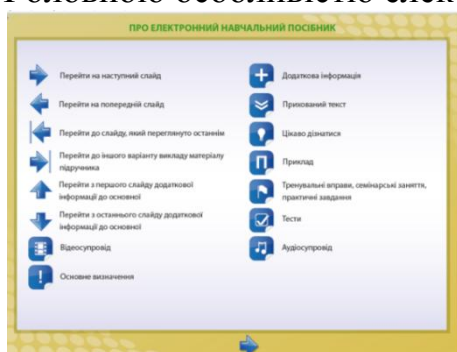 ПРО ЕЛЕКТРОННИЙ НАВЧАЛЬНИЙ ПОСІБНИК
Перейти на наступний слайд
Перейти на попередній слайд
Перейти до слайду, який переглянуто останнім
Перейти до іншого варіанту викладу матеріалу
підручника
Перейти з першого слайду додаткової
інформації до основної
Перейти з останнього слайду додаткової
інформації до основної
Відеосупровід
Основне визначення
Додаткова інформація
Прихований текст
Цікаво дізнатися
П Приклад
Тренувальні вправи, семінарські заняття,
практичні завдання
Тести
Аудіосупровід